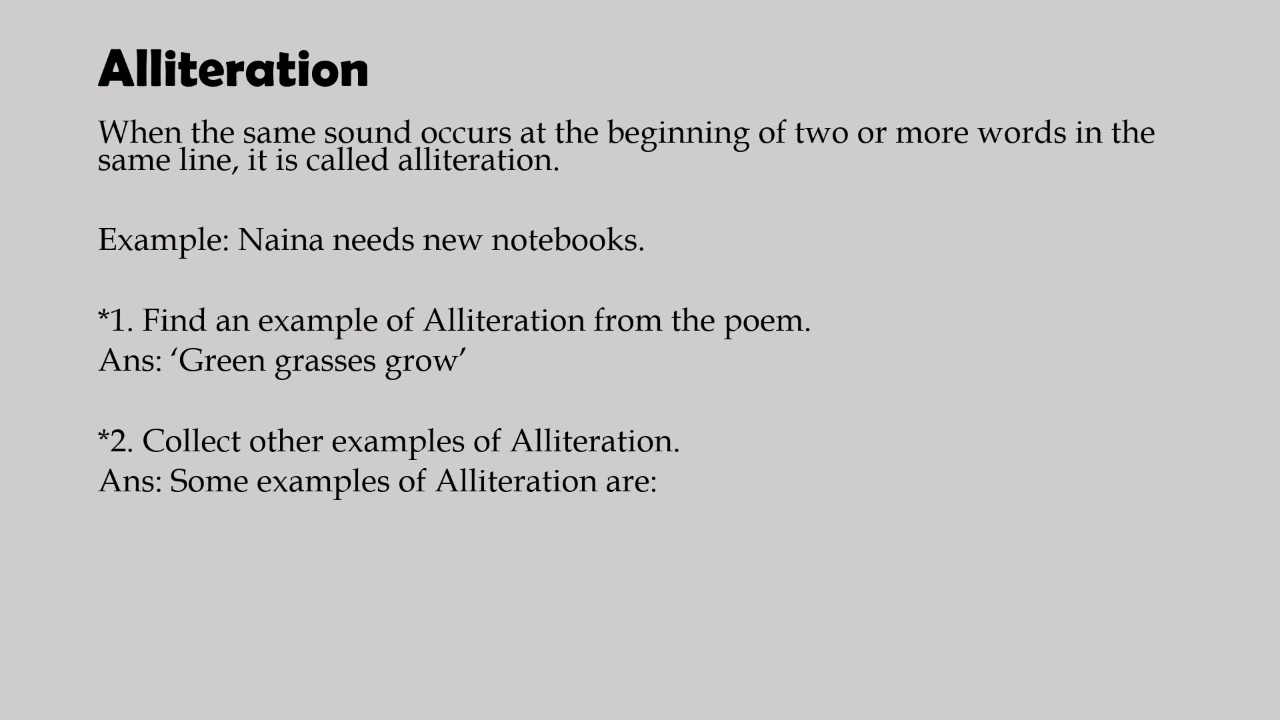 Alliteration
When the same sound occurs at the beginning of two or more words in the
same line, it is called alliteration.
Example: Naina needs new notebooks.
*1. Find an example of Alliteration from the poem.
Ans: ‘Green grasses grow’
*2. Collect other examples of Alliteration.
Ans: Some examples of Alliteration are: